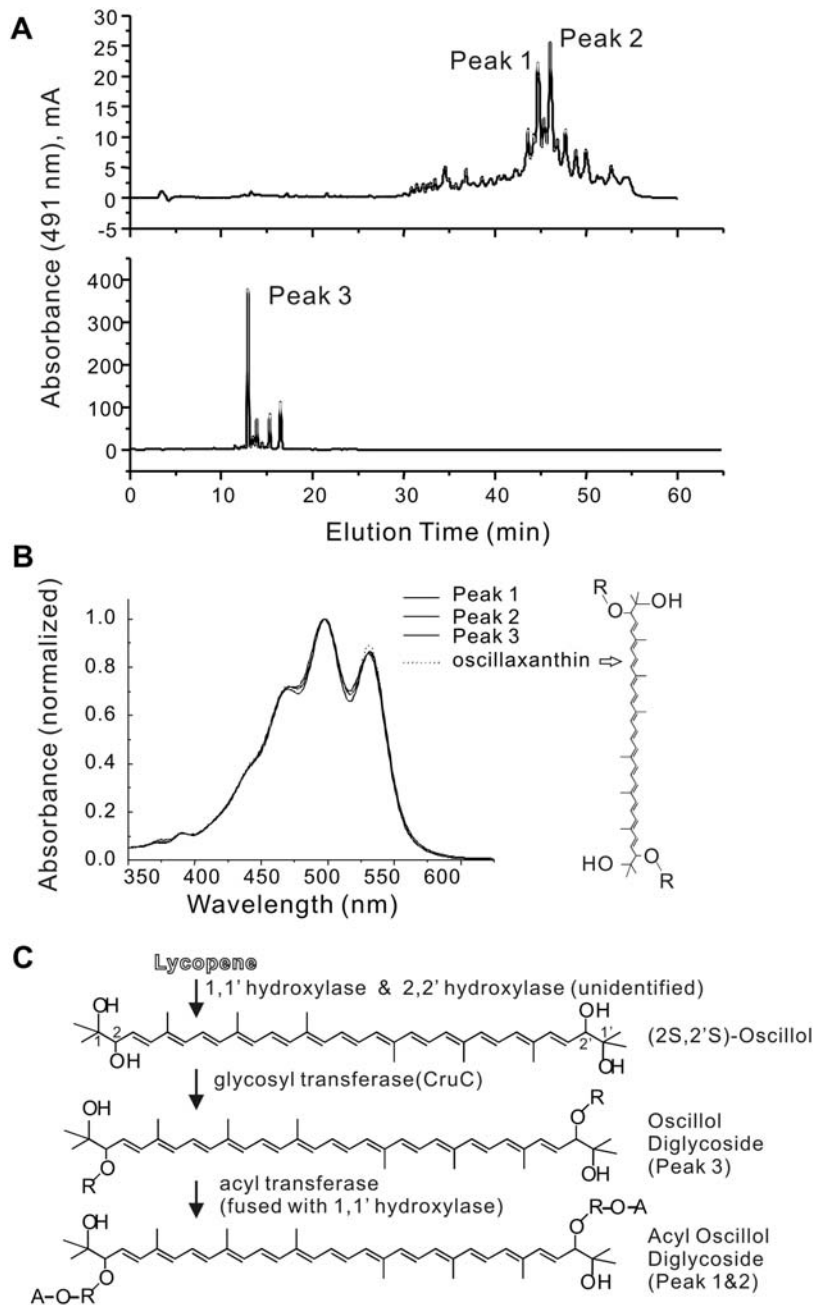 A
Absorbance (491 nm), mA
30
25
20
15
10
5
0
-5
Peak 1
Peak 2
400
300
200
100
0
Peak 3
0 10 20 30 40 50 60
Elution Time (min)
B
Absorbance (normalized)
1.0
0.8
0.6
0.4
0.2
0.0
350 400 450 500 550 600
Wavelength (nm)
Peak 1
Peak 2
Peak 3
oscillaxanthin
R
O
OH
HO
O
R
C
Lycopene
1,1' hydroxylase & 2,2' hydroxylase (unidentified)
OH
1
2
OH
OH
2'
1'
OH
(2S,2'S)-Oscillol
glycosyl transferase(CruC)
OH
O
R
R
O
OH
Oscillol
Diglycoside
(Peak 3)
acyl transferase
(fused with 1,1' hydroxylase)
OH
O
A-O-R
R-O-A
O
OH
Acyl Oscillol
Diglycoside
(Peak 1&2)